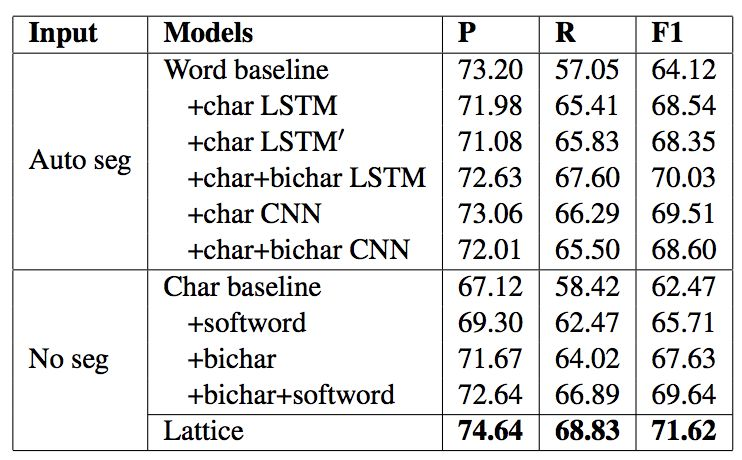 Input Models P R F1
Word baseline 73.20 57.05 64.12
+char LSTM 71.98 65.41 68.54
+char LSTM′ 71.08 65.83 68.35
Auto seg
+char+bichar LSTM 72.63 67.60 70.03
+char CNN 73.06 66.29 69.51
+char+bichar CNN 72.01 65.50 68.60
Char baseline 67.12 58.42 62.47
+softword 69.30 62.47 65.71
No seg +bichar 71.67 64.02 67.63
+bichar+softword 72.64 66.89 69.64
Lattice 74.64 68.83 71.62